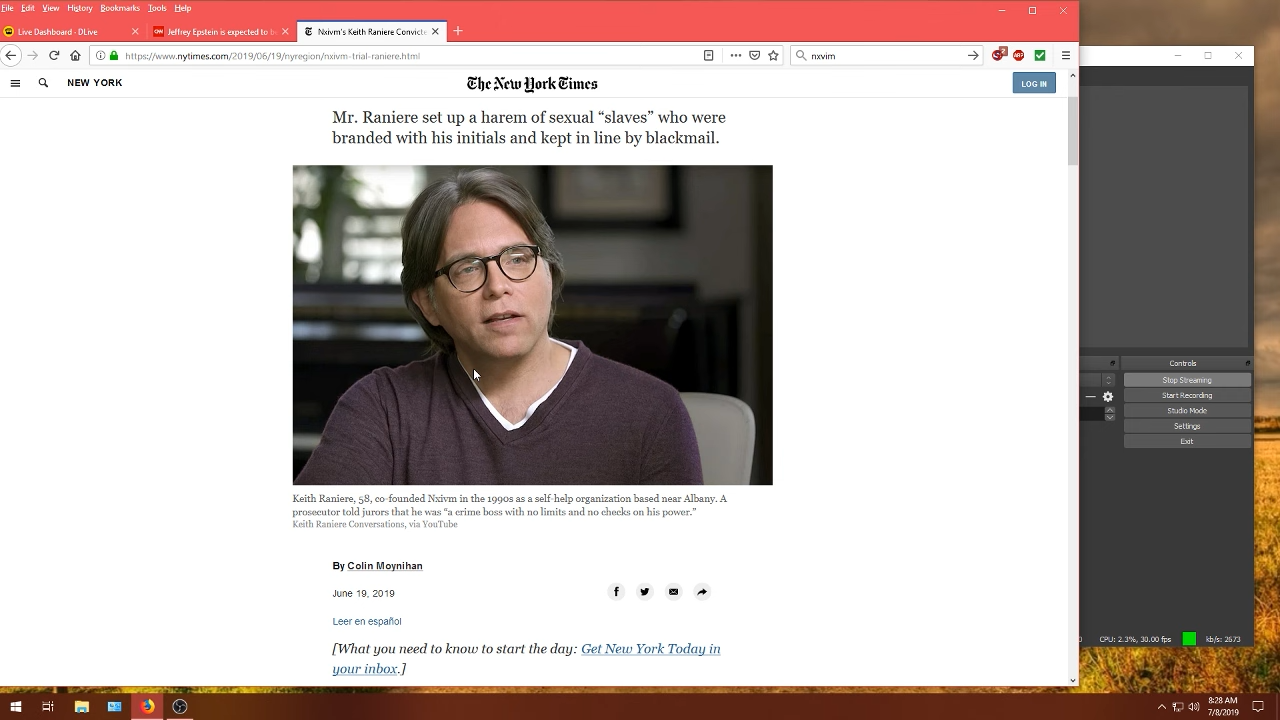 File Edit View History Bookmarks Tools Help
Live Dashboard - DLive
Jeffrey Epstein is expected to b
Nxivm's Keith Raniere Convicte
https://www.nytimes.com/2019/06/19/nyregion/nxivm-trial-raniere.html
nxvim
2
ABP
NEW YORK
The New York Times
LOG IN
Mr. Raniere set up a harem of sexual “slaves” who were
branded with his initials and kept in line by blackmail.
Keith Raniere, 58, co-founded Nxivm in the 1990s as a self-help organization based near Albany. A
prosecutor told jurors that he was “a crime boss with no limits and no checks on his power.”
Keith Raniere Conversations, via YouTube
By Colin Moynihan
June 19, 2019
Leer en español
[What you need to know to start the day: Get New York Today in
your inbox.]
Controls
Stop Streaming
Start Recording
Studio Mode
Settings
Exit
CPU: 2.3%, 30.00 fps
kb/s: 2673
8:28 AM
7/8/2019